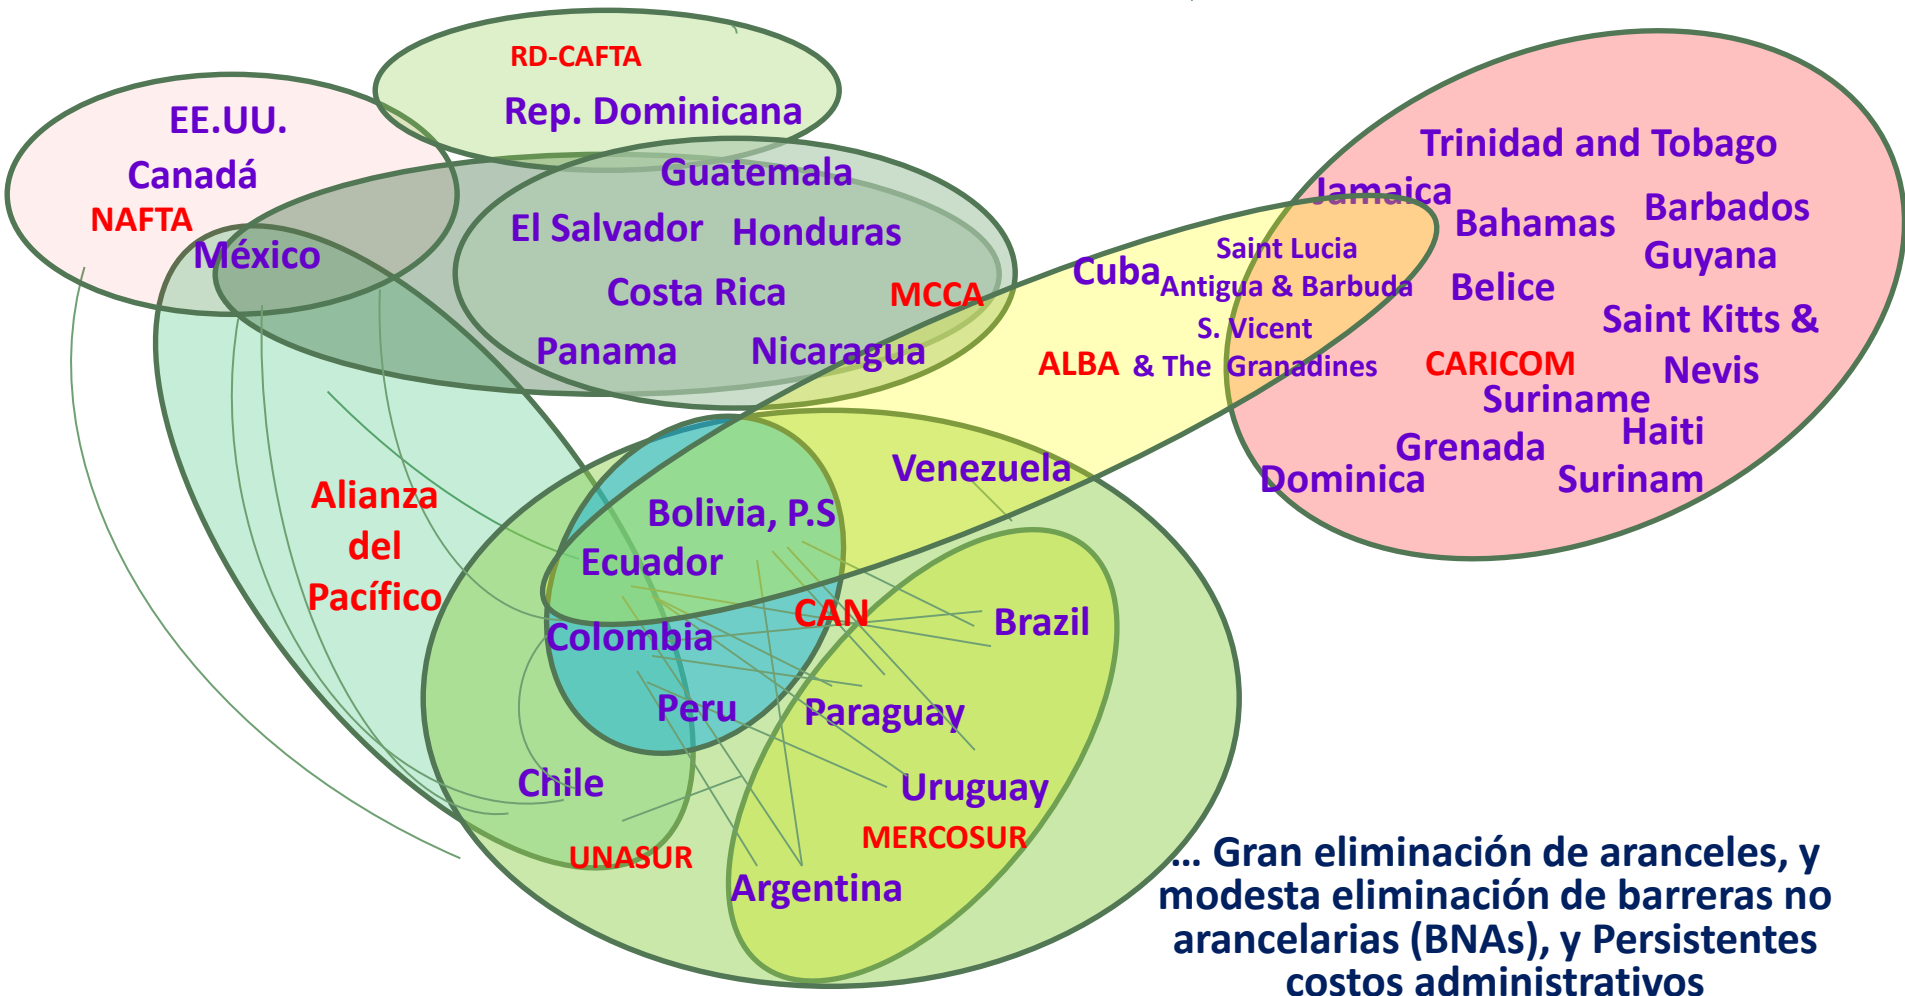 RD-CAFTA
Rep. Dominicana
EE.UU.
Canadá
NAFTA
México
Guatemala
El Salvador
Honduras
Costa Rica
MCCA
Panama
Nicaragua
Cuba
Saint Lucia
Antigua & Barbuda
S. Vicent
ALBA
& The Granadines
Trinidad and Tobago
Jamaica
Bahamas
Barbados
Guyana
Belice
Saint Kitts &
Nevis
CARICOM
Suriname
Haiti
Grenada
Dominica
Surinam
Alianza
del
Pacífico
Venezuela
Bolivia, P.S
Ecuador
CAN
Colombia
Brazil
Peru
Paraguay
Chile
Uruguay
MERCOSUR
UNASUR
Argentina
... Gran eliminación de aranceles, y
modesta eliminación de barreras no
arancelarias (BNAs), y Persistentes
costos administrativos